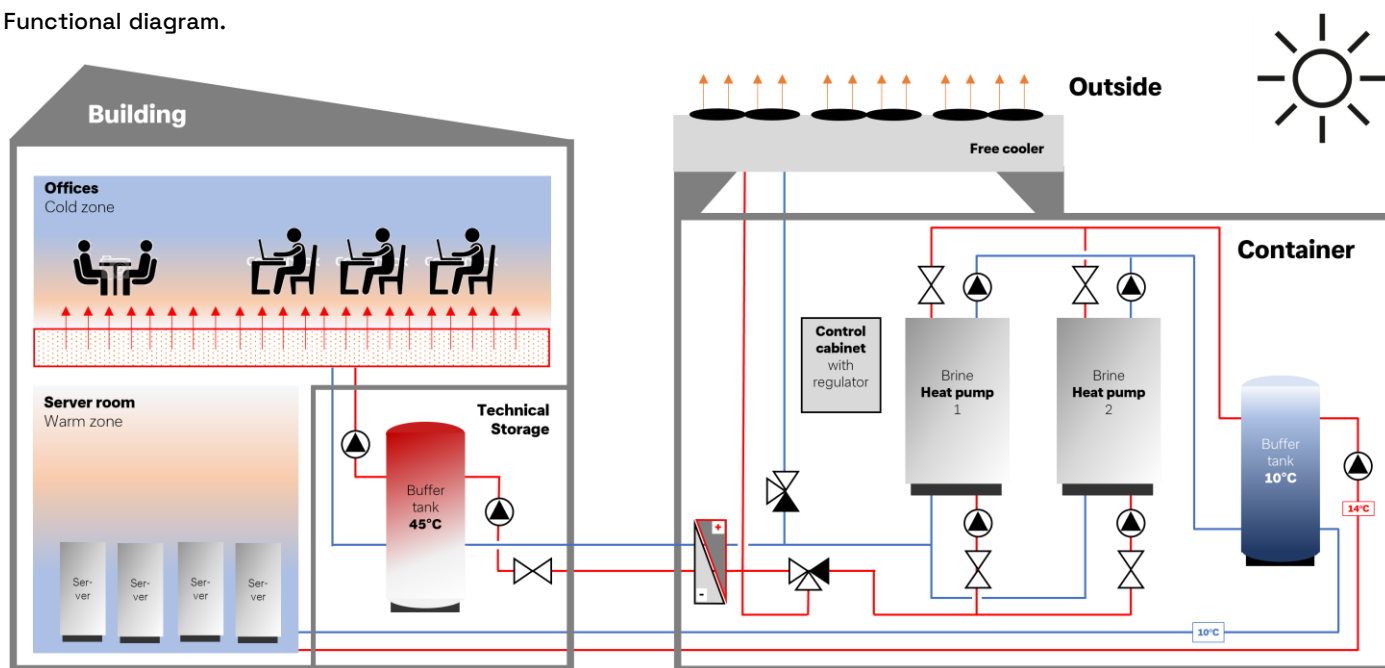 Functional diagram.
Building
Outside
Free cooler
Offices
Cold zone
Container
Control
cabinet
with
regulator
Brine
Heat pump
1
Brine
Heat pump
2
Server room
Warm zone
Technical
Storage
Buffer
tank
45°C
Buffer
tank
10°C
14°C
+
-
Ser-
ver
Ser-
ver
Ser-
ver
Ser-
ver
10°C